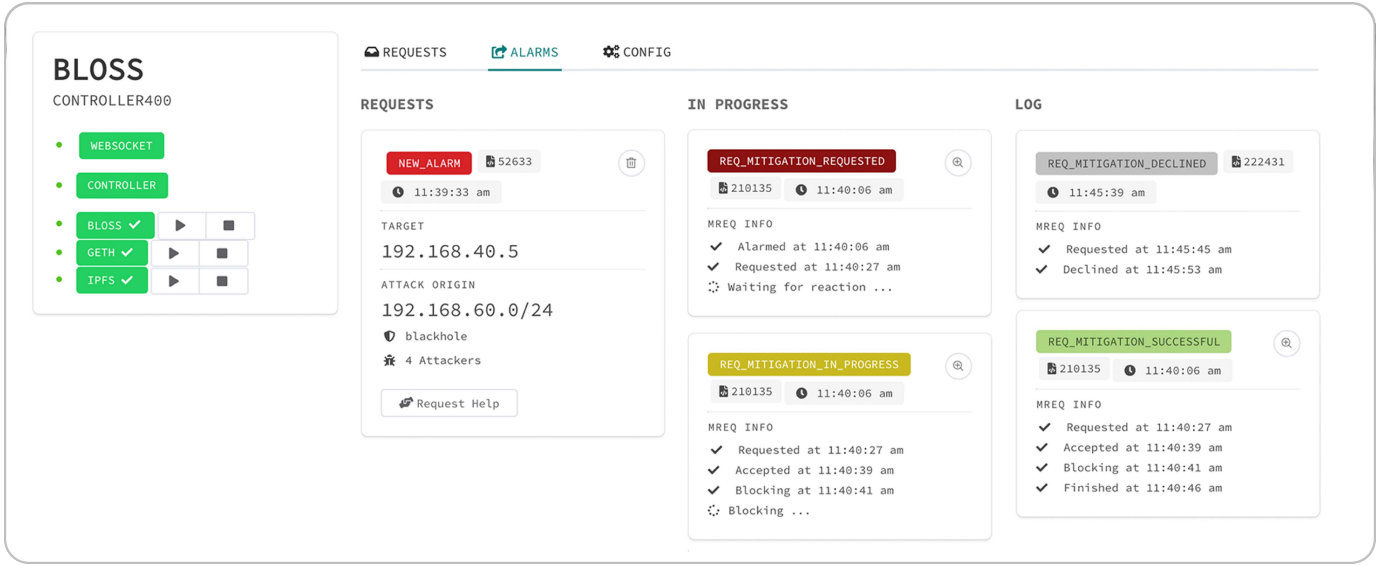 BLOSS
CONTROLLER400
WEBSOCKET
CONTROLLER
BLOSS
GETH
IPFS
REQUESTS ALARMS CONFIG
REQUESTS
NEW_ALARM 52633
11:39:33 am
TARGET
192.168.40.5
ATTACK ORIGIN
192.168.60.0/24
blackhole
4 Attackers
Request Help
IN PROGRESS
REQ_MITIGATION_REQUESTED
210135 11:40:06 am
MREQ INFO
Alarmed at 11:40:06 am
Requested at 11:40:27 am
Waiting for reaction ...
REQ_MITIGATION_IN_PROGRESS
210135 11:40:06 am
MREQ INFO
Requested at 11:40:27 am
Accepted at 11:40:39 am
Blocking at 11:40:41 am
Blocking ...
LOG
REQ_MITIGATION_DECLINED 222431
11:45:39 am
MREQ INFO
Requested at 11:45:45 am
Declined at 11:45:53 am
REQ_MITIGATION_SUCCESSFUL
210135 11:40:06 am
MREQ INFO
Requested at 11:40:27 am
Accepted at 11:40:39 am
Blocking at 11:40:41 am
Finished at 11:40:46 am